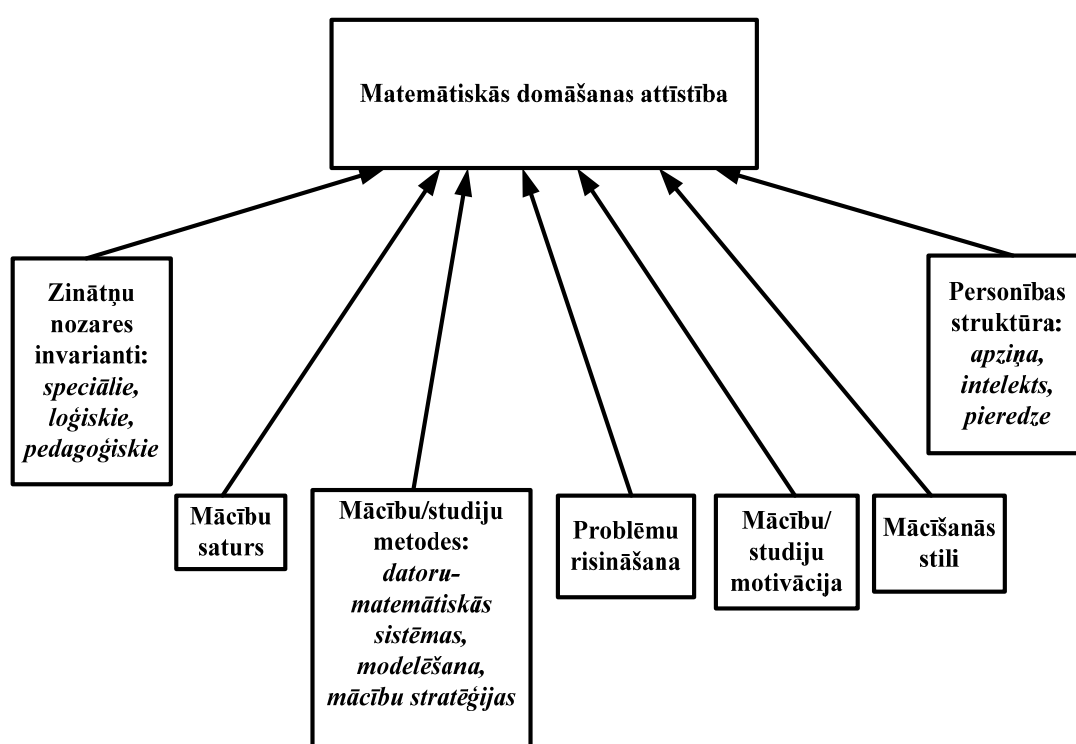 Matemātiskās domāšanas attīstība
Zinātņu
nozares
invarianti:
speciālie,
loģiskie,
pedagoģiskie
Mācību
saturs
Mācību/studiju
metodes:
datoru-
matemātiskās
sistēmas,
modelēšana,
mācību stratēģijas
Problēmu
risināšana
Mācību/
studiju
motivācija
Mācīšanās
stili
Personības
struktūra:
apziņa,
intelekts,
pieredze